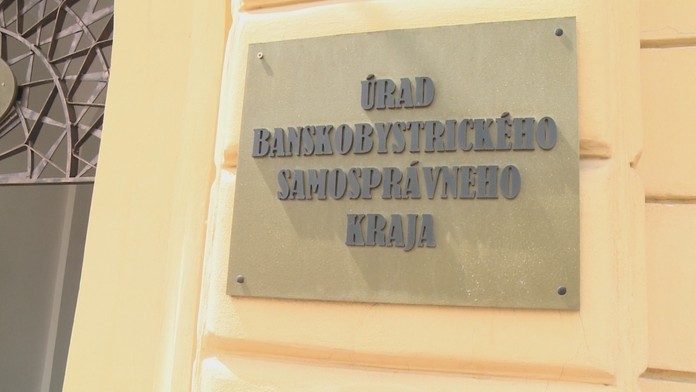 ÚRAD
BANSKOBYSTRICKÉHO
SAMOSPRÁVNEHO
KRAJA